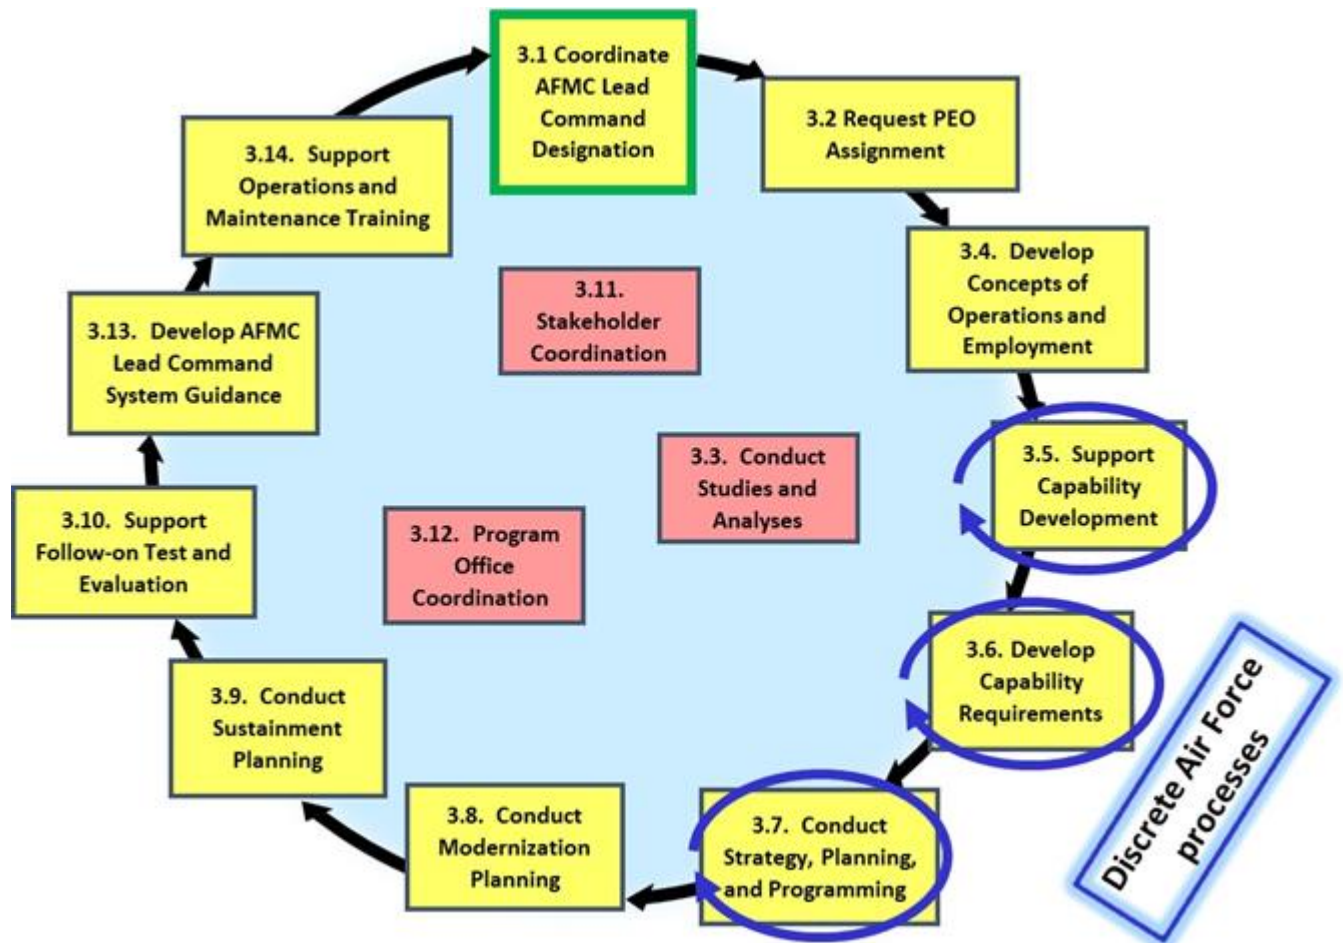 3.1 Coordinate
AFMC Lead
Command
Designation
3.2 Request PEO
Assignment
3.4. Develop
Concepts of
Operations and
Employment
3.5. Support
Capability
Development
3.6. Develop
Capability
Requirements
3.7. Conduct
Strategy, Planning,
and Programming
3.8. Conduct
Modernization
Planning
3.9. Conduct
Sustainment
Planning
3.10. Support
Follow-on Test and
Evaluation
3.13. Develop AFMC
Lead Command
System Guidance
3.14. Support
Operations and
Maintenance Training
3.11.
Stakeholder
Coordination
3.3. Conduct
Studies and
Analyses
3.12. Program
Office
Coordination
Discrete Air Force
processes